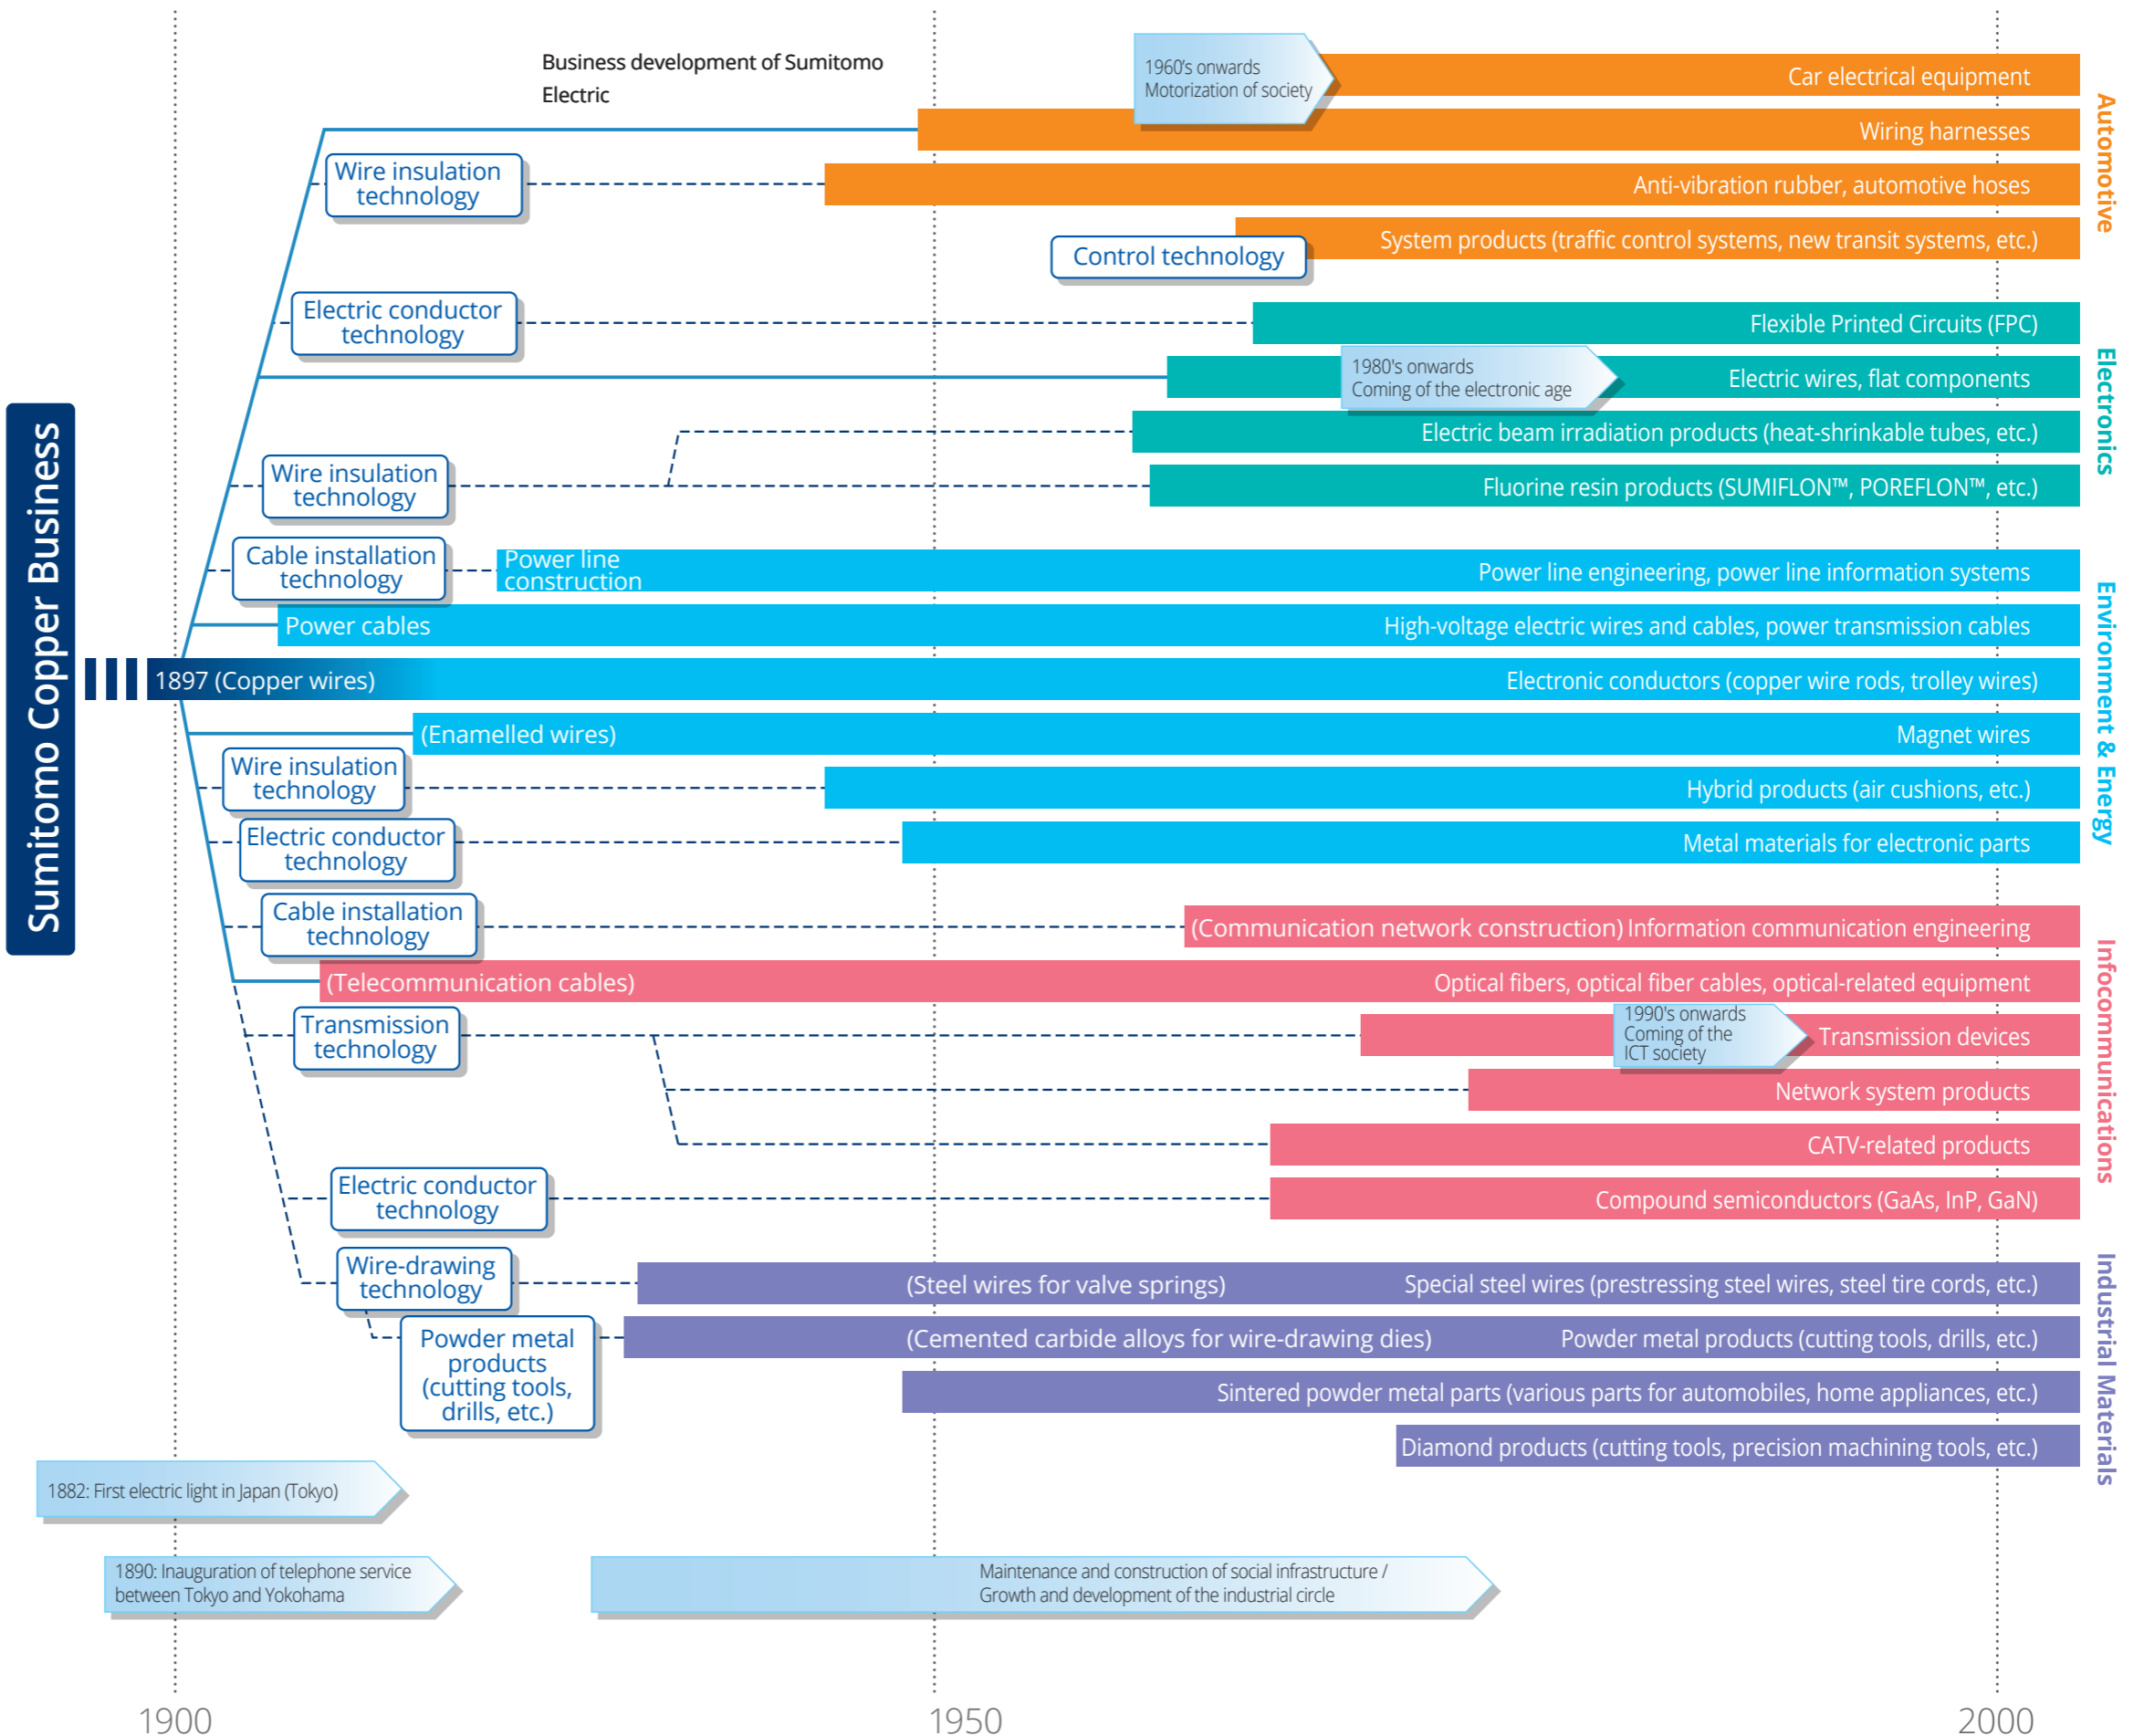 Business development of Sumitomo
Electric
1960's onwards
Motorization of society
Car electrical equipment
Wiring harnesses
Wire insulation
technology
Anti-vibration rubber, automotive hoses
System products (traffic control systems, new transit systems, etc.)
Control technology
Automotive
Electric conductor
technology
Flexible Printed Circuits (FPC)
1980's onwards
Coming of the electronic age
Electric wires, flat components
Electric beam irradiation products (heat-shrinkable tubes, etc.)
Wire insulation
technology
Fluorine resin products (SUMIFLON™, POREFLON™, etc.)
Electronics
Sumitomo Copper Business
Cable installation
technology
Power line
construction
Power line engineering, power line information systems
Power cables
High-voltage electric wires and cables, power transmission cables
1897 (Copper wires)
Electronic conductors (copper wire rods, trolley wires)
(Enamelled wires)
Magnet wires
Wire insulation
technology
Hybrid products (air cushions, etc.)
Electric conductor
technology
Metal materials for electronic parts
Environment & Energy
Cable installation
technology
(Communication network construction) Information communication engineering
(Telecommunication cables)
Optical fibers, optical fiber cables, optical-related equipment
Transmission
technology
1990's onwards
Coming of the
ICT society
Transmission devices
Network system products
CATV-related products
Electric conductor
technology
Compound semiconductors (GaAs, InP, GaN)
Infocommunications
Wire-drawing
technology
(Steel wires for valve springs)
Special steel wires (prestressing steel wires, steel tire cords, etc.)
Powder metal
products
(cutting tools,
drills, etc.)
(Cemented carbide alloys for wire-drawing dies)
Powder metal products (cutting tools, drills, etc.)
Sintered powder metal parts (various parts for automobiles, home appliances, etc.)
Diamond products (cutting tools, precision machining tools, etc.)
Industrial Materials
1882: First electric light in Japan (Tokyo)
1890: Inauguration of telephone service
between Tokyo and Yokohama
Maintenance and construction of social infrastructure /
Growth and development of the industrial circle
1900
1950
2000